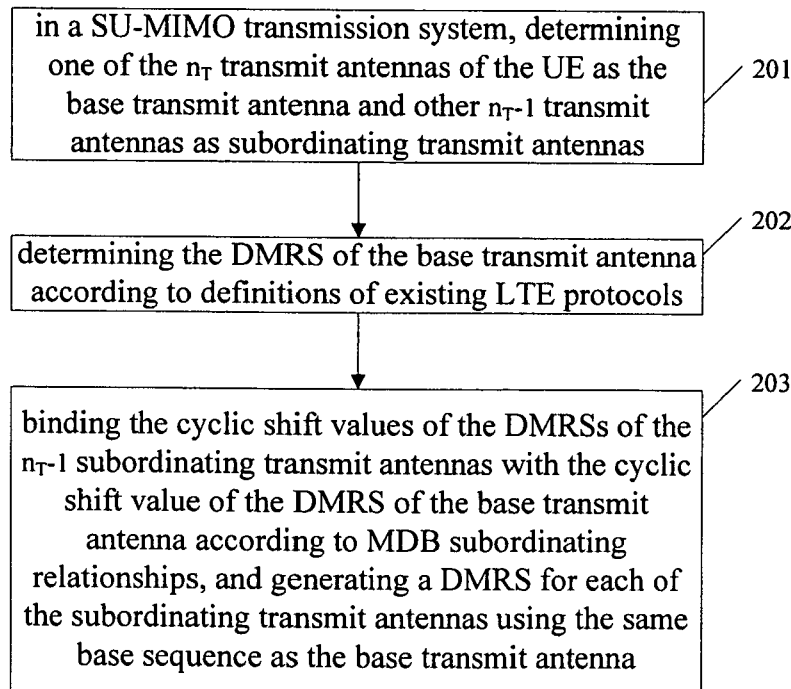 in a SU-MIMO transmission system, determining
one of the nT transmit antennas of the UE as the
base transmit antenna and other nT-1 transmit
antennas as subordinating transmit antennas
201
determining the DMRS of the base transmit antenna
according to definitions of existing LTE protocols
202
binding the cyclic shift values of the DMRSs of the
nT-1 subordinating transmit antennas with the cyclic
shift value of the DMRS of the base transmit
antenna according to MDB subordinating
relationships, and generating a DMRS for each of
the subordinating transmit antennas using the same
base sequence as the base transmit antenna
203